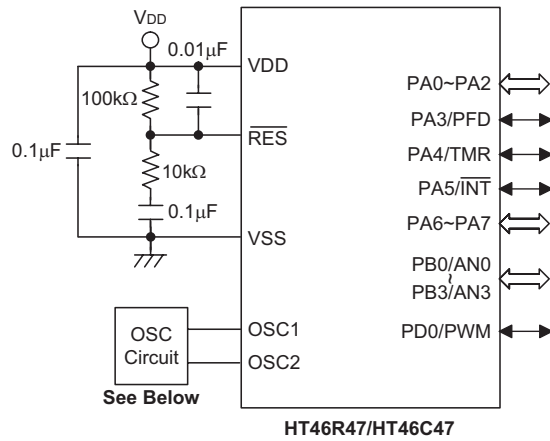 VDD
0.01μF
VDD
100kΩ
RES
0.1μF
10kΩ
0.1μF
VSS
OSC
Circuit
OSC1
OSC2
See Below
PA0~PA2
PA3/PFD
PA4/TMR
PA5/INT
PA6~PA7
PB0/AN0
~
PB3/AN3
PD0/PWM
HT46R47/HT46C47